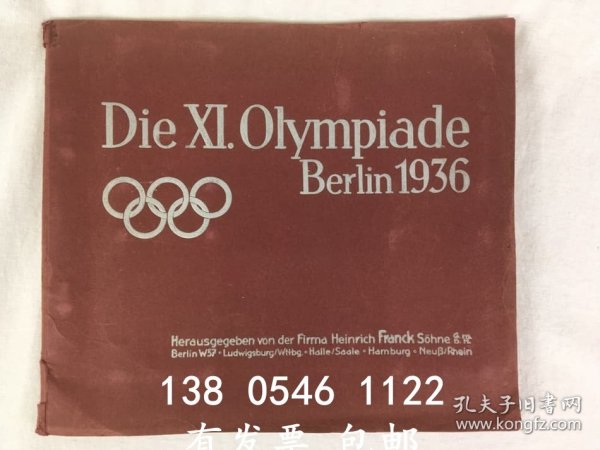 Die XI. Olympiade
Berlin 1936
Herausgegeben von der Firma Heinrich Franck Söhne G.m.b.H.
Berlin W57 • Ludwigsburg/Wttbg. • Halle/Saale • Hamburg • Neuß/Rhein
138 0546 1122
有发票 包邮
孔夫子旧书网
www.kongfz.com